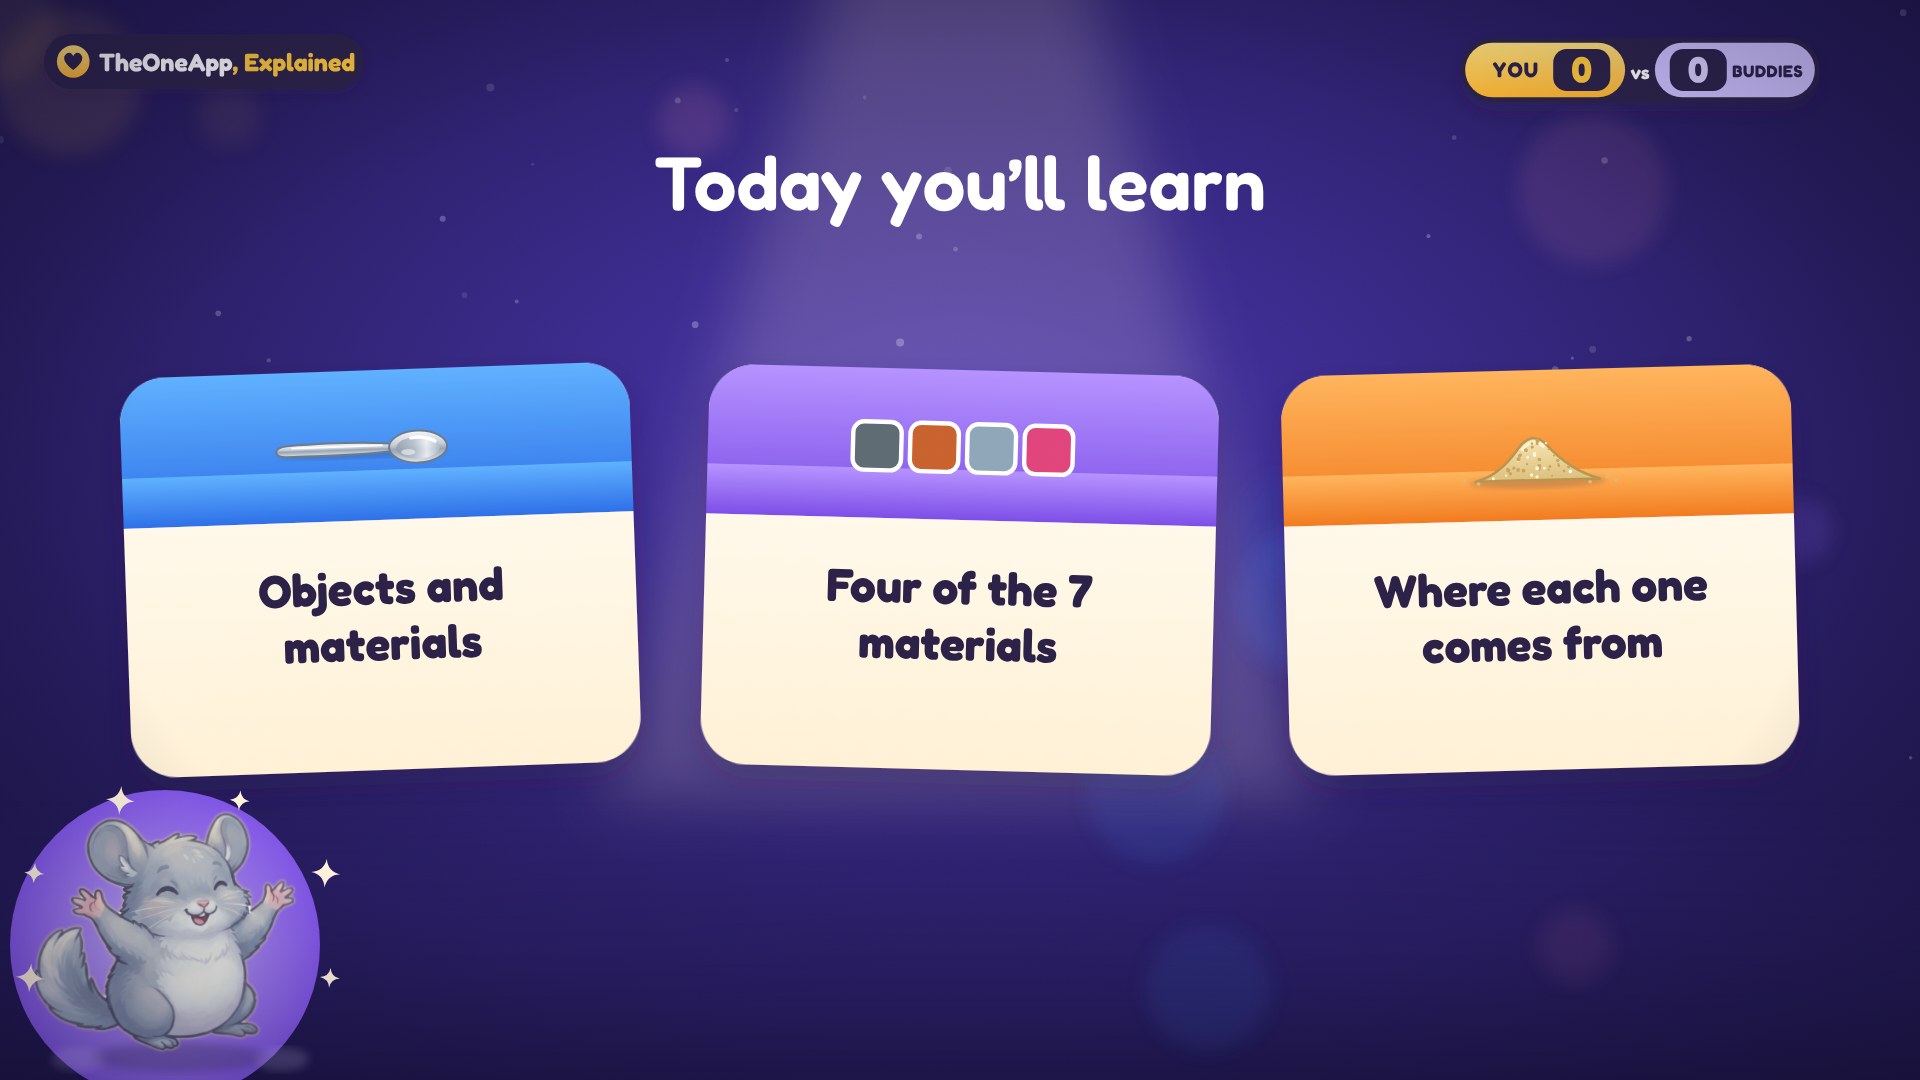 TheOneApp, Explained
YOU 0 vs 0 BUDDIES
Today you’ll learn
Objects and
materials
Four of the 7
materials
Where each one
comes from